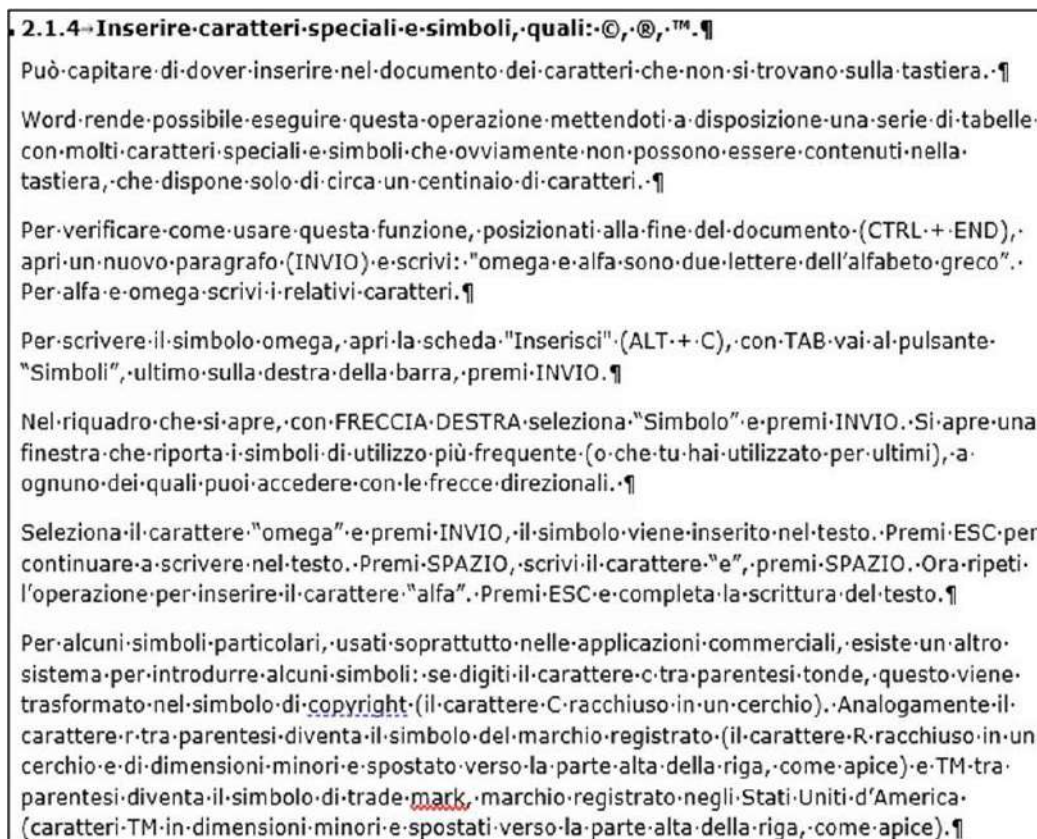 2.1.4→Inserire·caratteri·speciali·e·simboli,·quali:·©,·®,·™.¶
Può·capitare·di·dover·inserire·nel·documento·dei·caratteri·che·non·si·trovano·sulla·tastiera.·¶
Word·rende·possibile·eseguire·questa·operazione·mettendoti·a·disposizione·una·serie·di·tabelle·
con·molti·caratteri·speciali·e·simboli·che·ovviamente·non·possono·essere·contenuti·nella·
tastiera,·che·dispone·solo·di·circa·un·centinaio·di·caratteri.·¶
Per·verificare·come·usare·questa·funzione,·posizionati·alla·fine·del·documento·(CTRL·+·END),·
apri·un·nuovo·paragrafo·(INVIO)·e·scrivi:·"omega·e·alfa·sono·due·lettere·dell'alfabeto·greco”.·
Per·alfa·e·omega·scrivi·i·relativi·caratteri.¶
Per·scrivere·il·simbolo·omega,·apri·la·scheda·"Inserisci"·(ALT·+·C),·con·TAB·vai·al·pulsante·
“Simboli”,·ultimo·sulla·destra·della·barra,·premi·INVIO.¶
Nel·riquadro·che·si·apre,·con·FRECCIA·DESTRA·seleziona·“Simbolo”·e·premi·INVIO.·Si·apre·una·
finestra·che·riporta·i·simboli·di·utilizzo·più·frequente·(o·che·tu·hai·utilizzato·per·ultimi),·a·
ognuno·dei·quali·puoi·accedere·con·le·frecce·direzionali.·¶
Seleziona·il·carattere·“omega”·e·premi·INVIO,·il·simbolo·viene·inserito·nel·testo.·Premi·ESC·per·
continuare·a·scrivere·nel·testo.·Premi·SPAZIO,·scrivi·il·carattere·“e”,·premi·SPAZIO.·Ora·ripeti·
l’operazione·per·inserire·il·carattere·“alfa”.·Premi·ESC·e·completa·la·scrittura·del·testo.¶
Per·alcuni·simboli·particolari,·usati·soprattutto·nelle·applicazioni·commerciali,·esiste·un·altro·
sistema·per·introdurre·alcuni·simboli:·se·digiti·il·carattere·c·tra·parentesi·tonde,·questo·viene·
trasformato·nel·simbolo·di·copyright·(il·carattere·C·racchiuso·in·un·cerchio).·Analogamente·il·
carattere·r·tra·parentesi·diventa·il·simbolo·del·marchio·registrato·(il·carattere·R·racchiuso·in·un·
cerchio·e·di·dimensioni·minori·e·spostato·verso·la·parte·alta·della·riga,·come·apice)·e·TM·tra·
parentesi·diventa·il·simbolo·di·trade·mark,·marchio·registrato·negli·Stati·Uniti·d’America·
(caratteri·TM·in·dimensioni·minori·e·spostati·verso·la·parte·alta·della·riga,·come·apice).¶